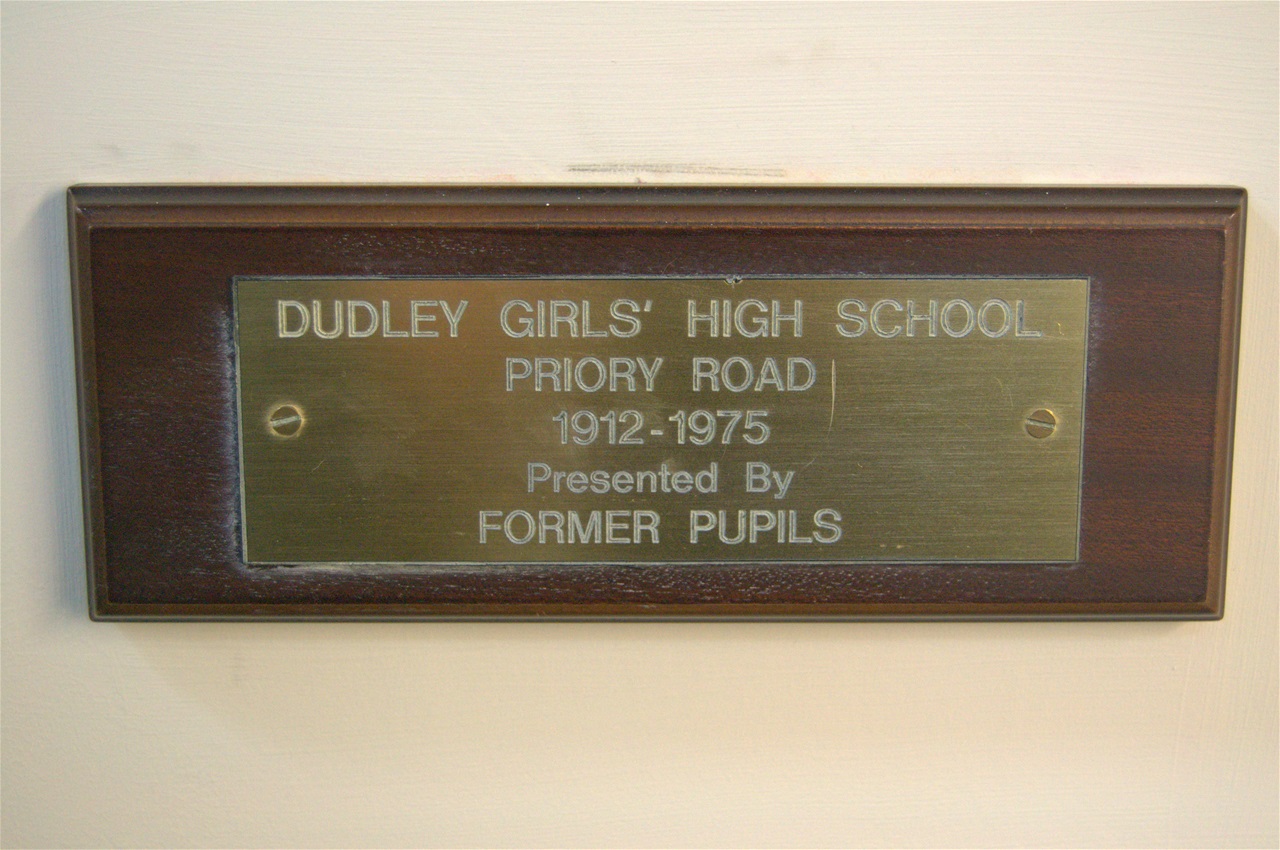 DUDLEY GIRLS' HIGH SCHOOL
PRIORY ROAD
1912-1975
Presented By
FORMER PUPILS